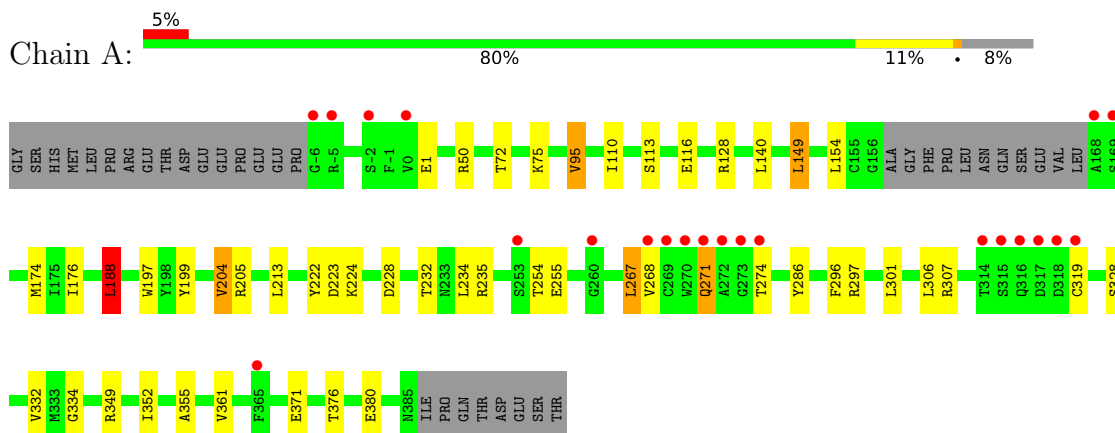 5%
Chain A:
80% 11% • 8%
GLY SER HIS MET LEU PRO ARG GLU THR ASP GLU GLU PRO GLU GLU PRO G-6 R-5 S-2 F-1 V0 E1 R50 T72 K75 V95 I110 S113 E116 R128 L140 L149 L154 C155 G156 ALA GLY PHE PRO LEU ASN GLN SER GLU VAL LEU A168 S169
M174 I175 I176 L188 W197 Y198 Y199 V204 R205 L213 Y222 D223 K224 D228 T232 N233 L234 R235 S253 T254 E255 G260 L267 V268 C269 W270 Q271 A272 G273 T274 Y286 F296 R297 L301 L306 R307 T314 S315 Q316 D317 D318 C319 S328
V332 M333 G334 R349 I352 A355 V361 F365 E371 T376 E380 N385 ILE PRO GLN THR ASP GLU SER THR